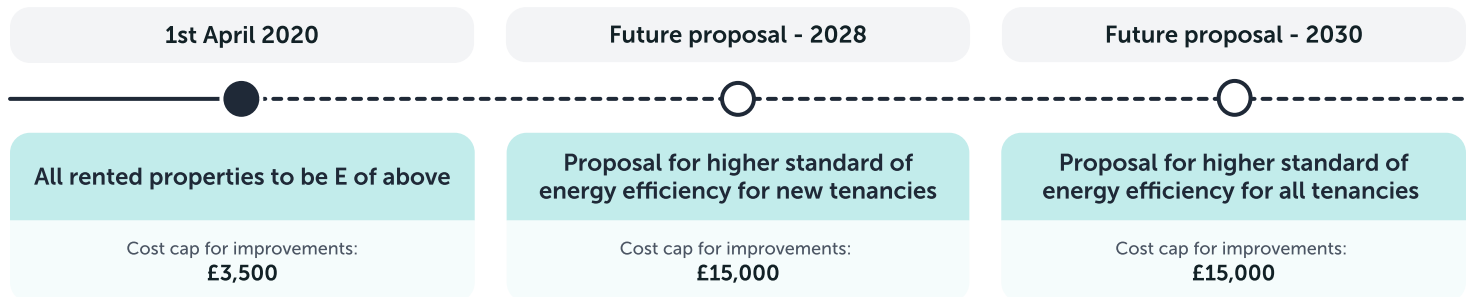 1st April 2020
Future proposal - 2028
Future proposal - 2030
All rented properties to be E of above
Proposal for higher standard of
energy efficiency for new tenancies
Proposal for higher standard of
energy efficiency for all tenancies
Cost cap for improvements:
£3,500
Cost cap for improvements:
£15,000
Cost cap for improvements:
£15,000